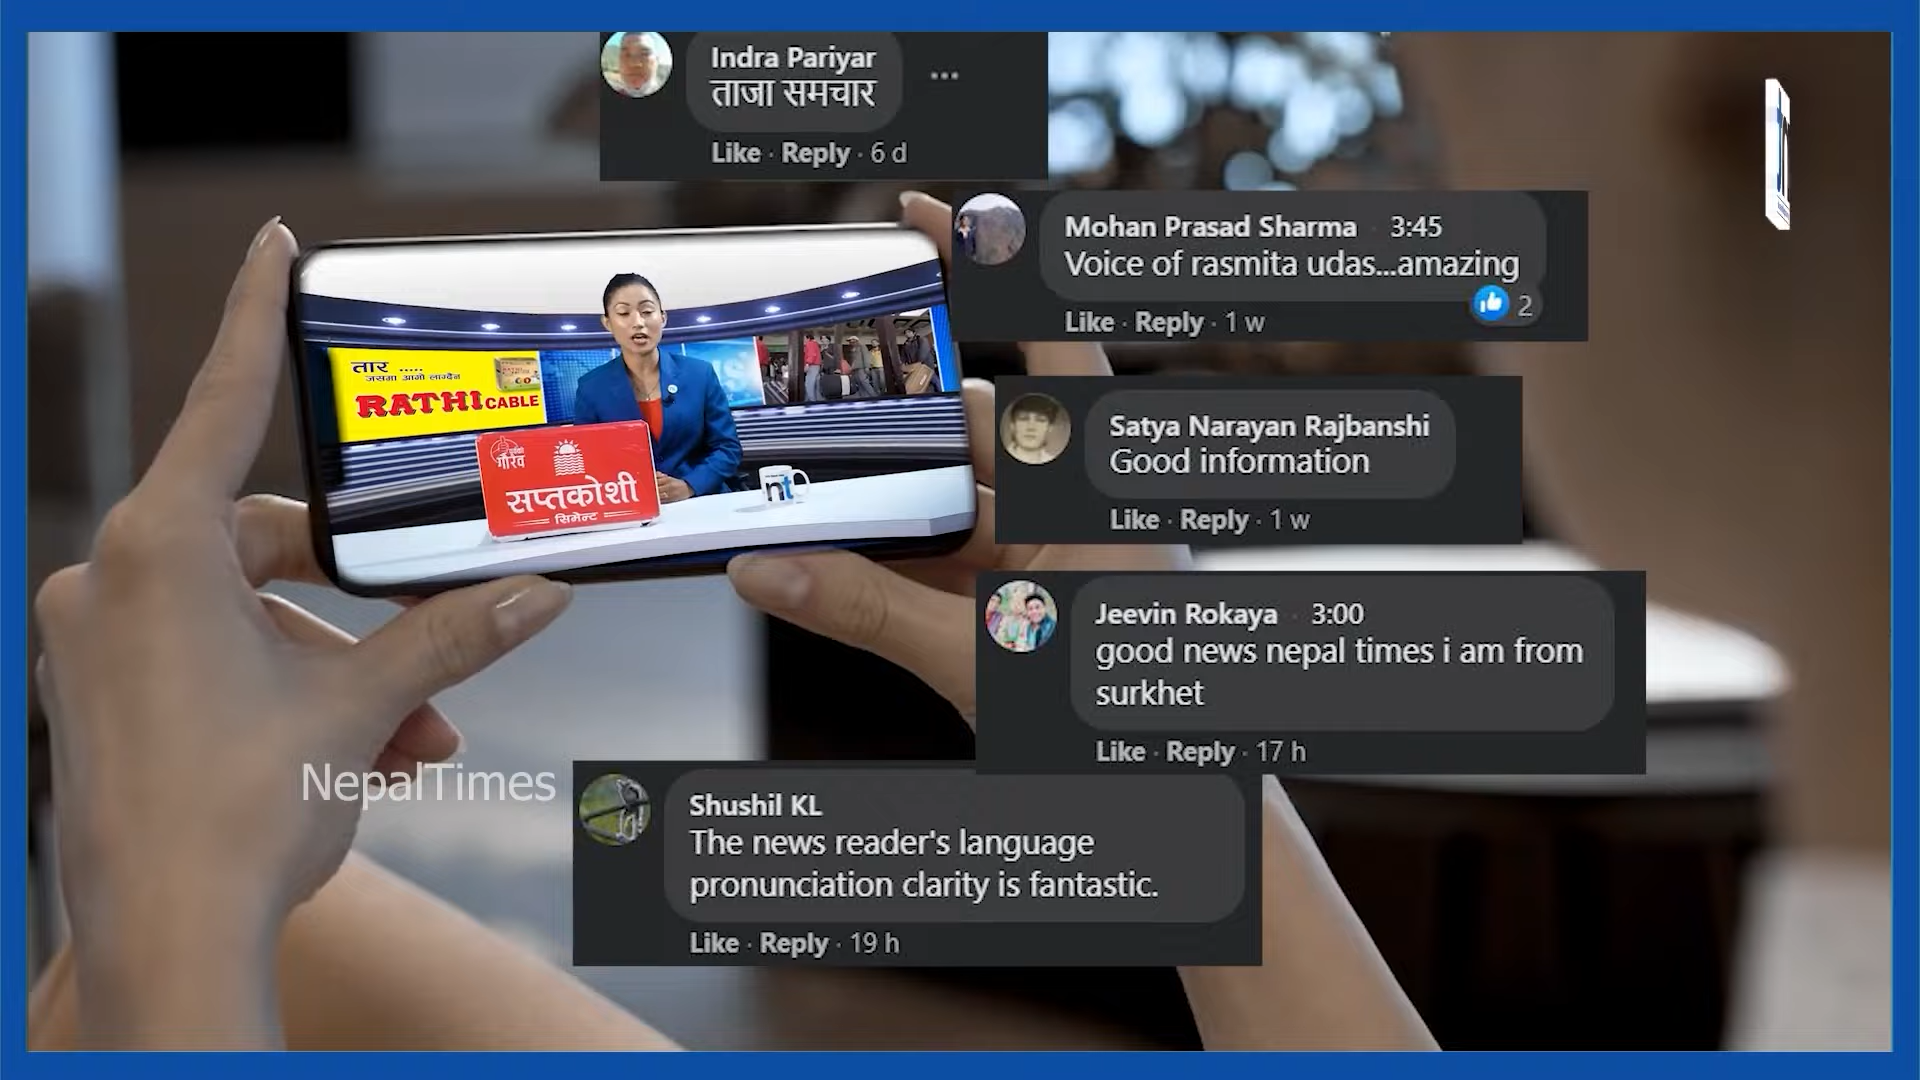 Indra Pariyar
ताजा समचार
Like · Reply · 6 d
Mohan Prasad Sharma · 3:45
Voice of rasmita udas...amazing
2
Like · Reply · 1 w
तार .....
जसमा आगो लाग्दैन
RATHI CABLE
गौरव
सप्तकोशी
सिमेन्ट
nt
Satya Narayan Rajbanshi
Good information
Like · Reply · 1 w
Jeevin Rokaya · 3:00
good news nepal times i am from
surkhet
Like · Reply · 17 h
NepalTimes
Shushil KL
The news reader's language
pronunciation clarity is fantastic.
Like · Reply · 19 h